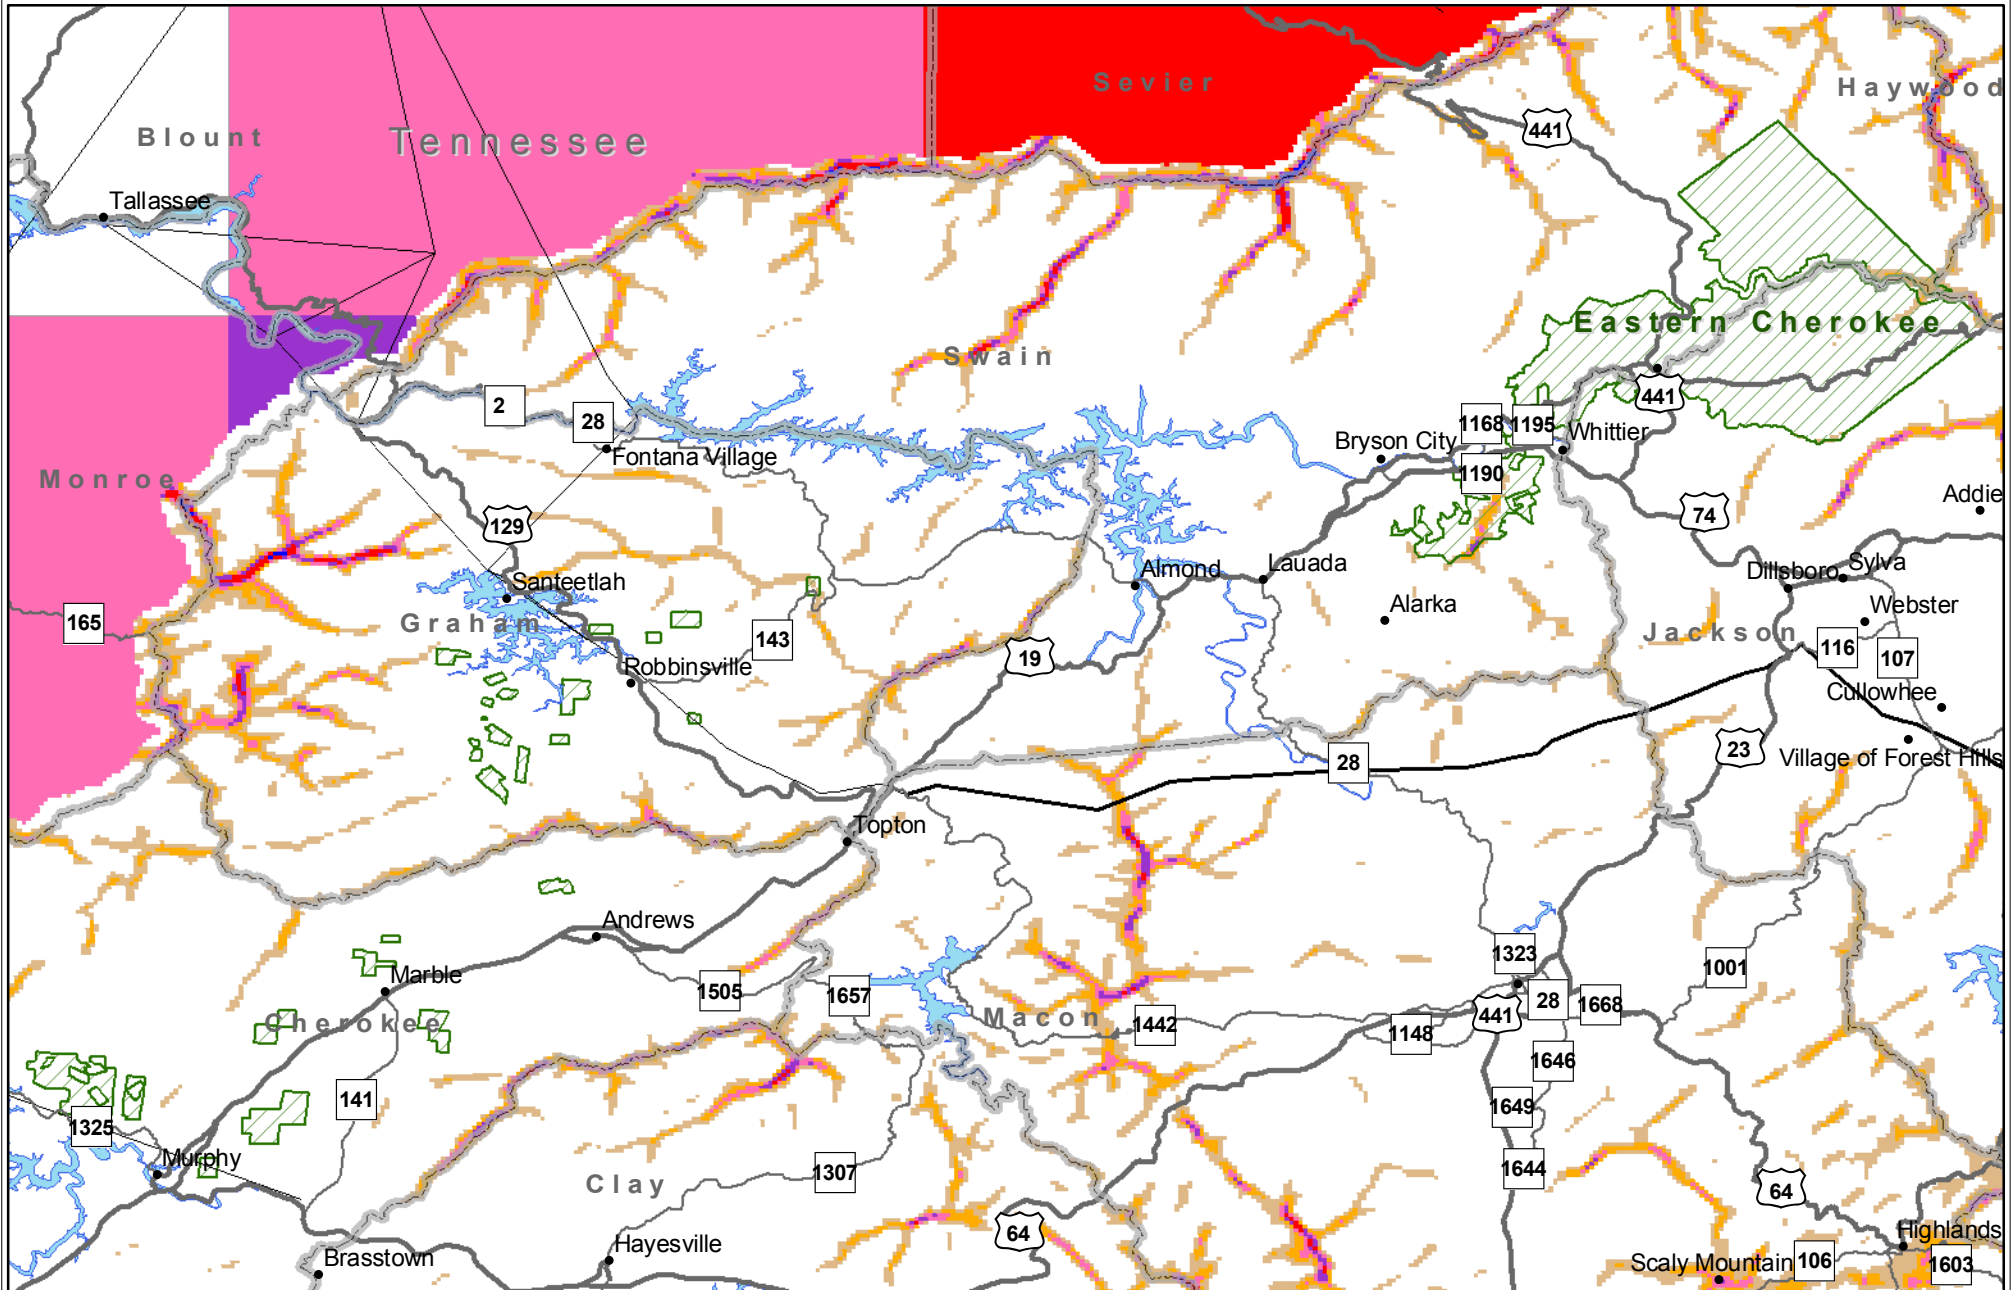 Sevier
Haywood
441
Blount
Tennessee
Tallassee
Eastern Cherokee
Swain
2
28
441
1168
1195
Bryson City
Whittier
Fontana Village
1190
Monroe
Addie
129
74
Almond
Lauada
Dillsboro
Sylva
Santeetlah
Alarka
Webster
165
Graham
143
Jackson
116
107
19
Robbinsville
Cullowhee
23
28
Village of Forest Hills
Topton
Andrews
1323
1001
Marble
1505
1657
28
1668
441
Cherokee
Macon
1442
1148
1646
141
1649
1325
Murphy
1307
1644
Clay
64
64
Highlands
Hayesville
Brasstown
Scaly Mountain
106
1603